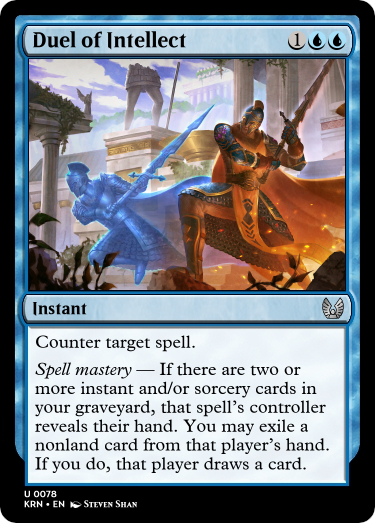 Duel of Intellect 1
Instant
Counter target spell.
Spell mastery — If there are two or
more instant and/or sorcery cards in
your graveyard, that spell's controller
reveals their hand. You may exile a
nonland card from that player's hand.
If you do, that player draws a card.
U 0078
KRN • EN Steven Shan